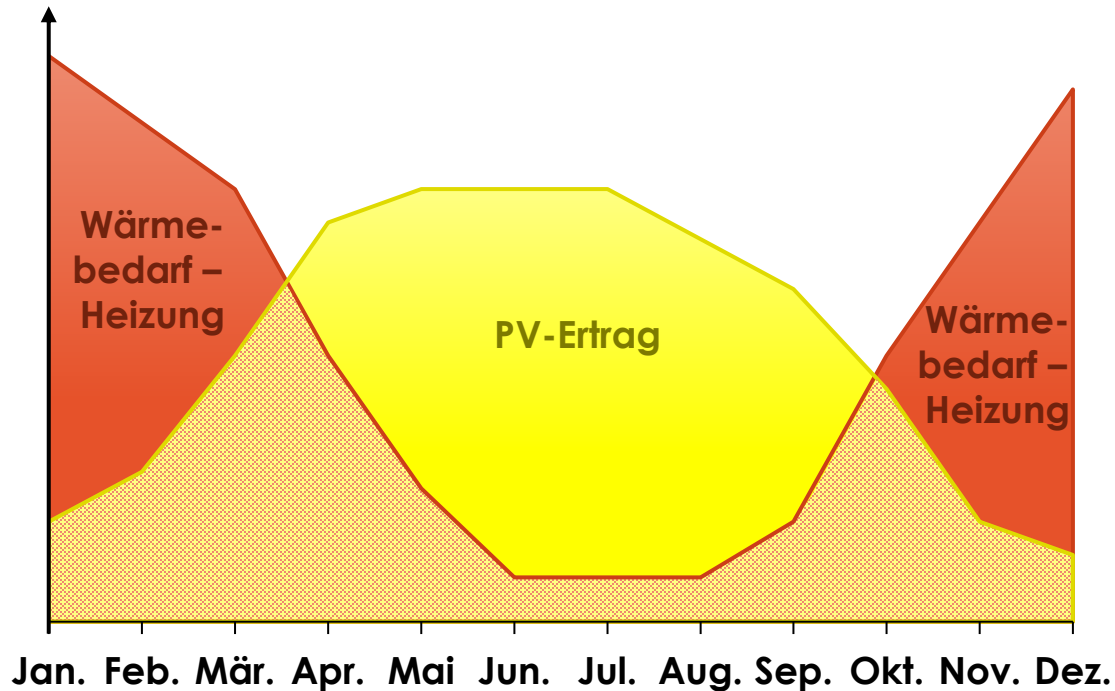 Wärme-
bedarf –
Heizung
PV-Ertrag
Wärme-
bedarf –
Heizung
Jan. Feb. Mär. Apr. Mai Jun. Jul. Aug. Sep. Okt. Nov. Dez.